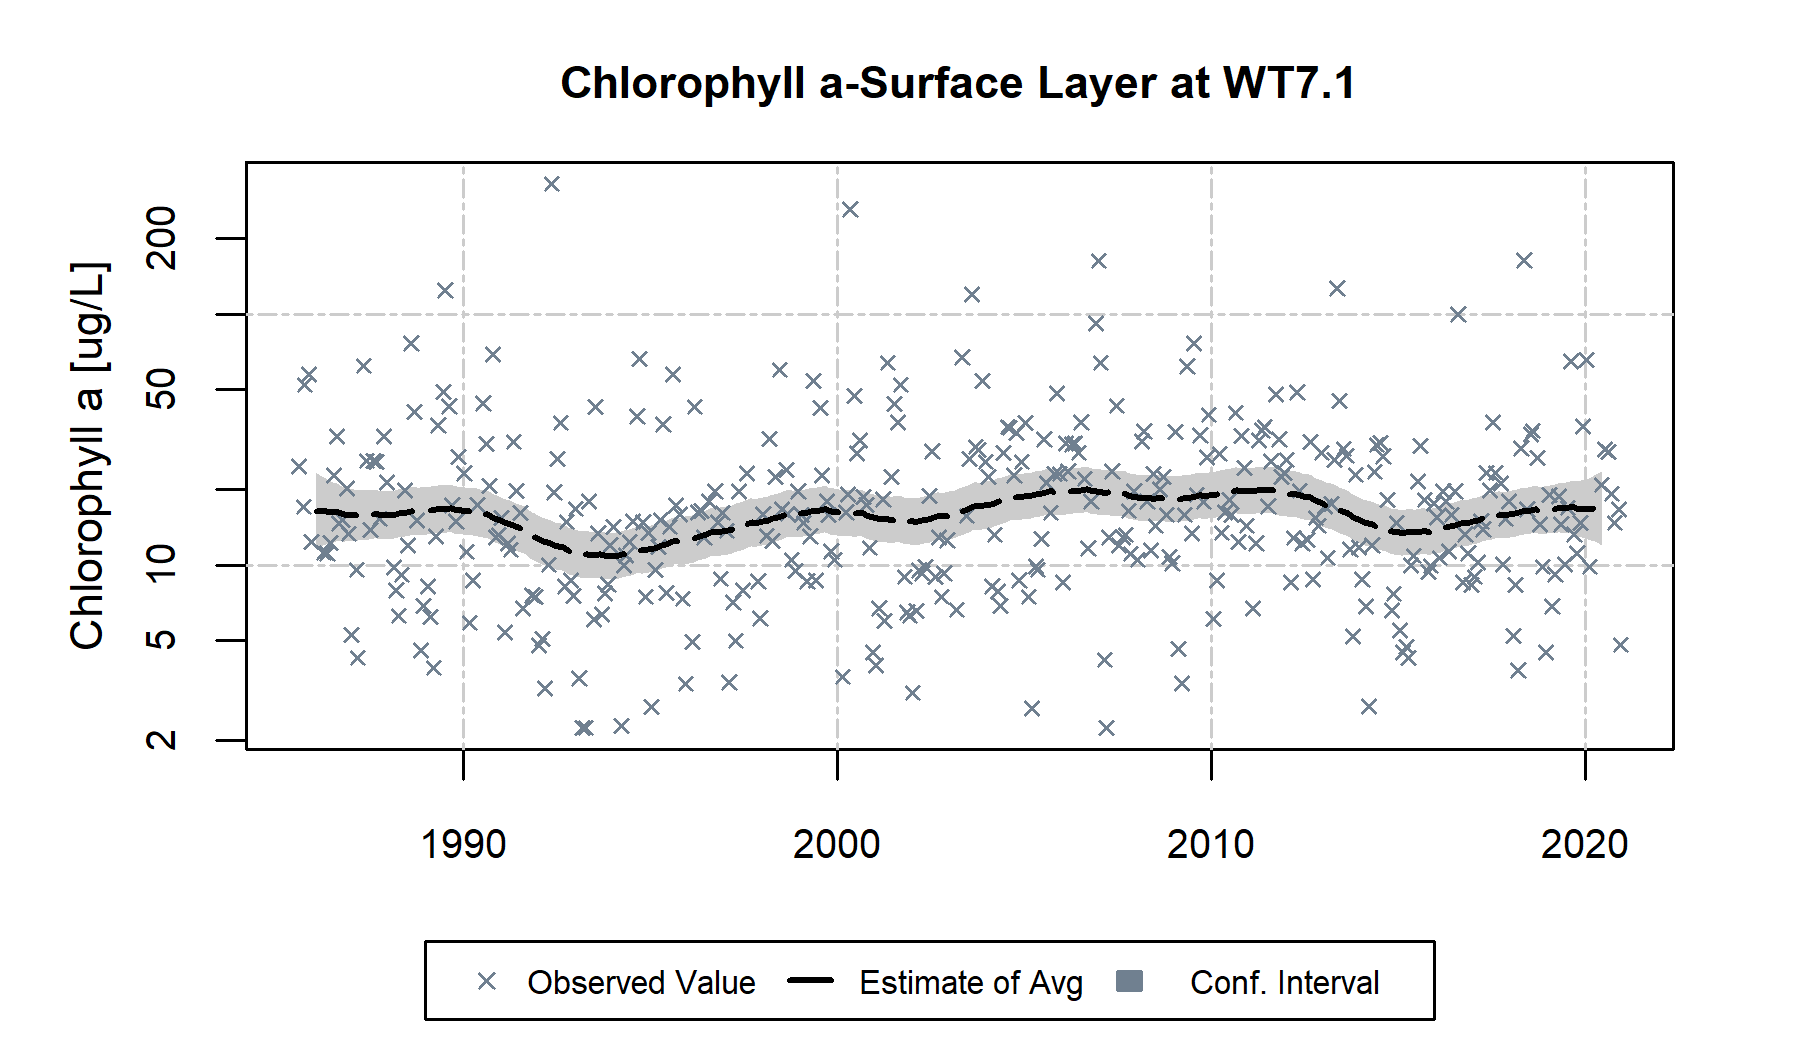 Chlorophyll a-Surface Layer at WT7.1
Chlorophyll a [ug/L]
200
50
10
5
2
1990 2000 2010 2020
Observed Value Estimate of Avg Conf. Interval